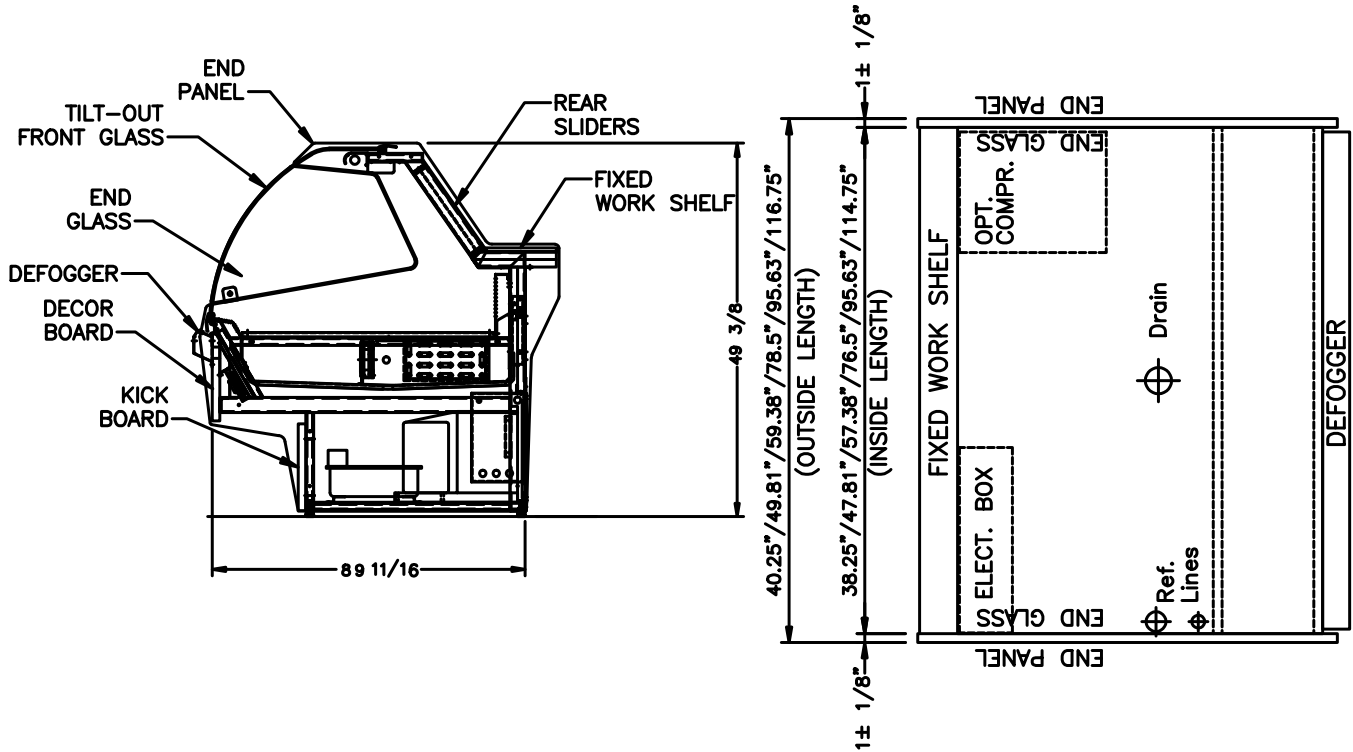 END
PANEL
TILT-OUT
FRONT GLASS
END
GLASS
DEFOGGER
DECOR
BOARD
KICK
BOARD
REAR
SLIDERS
FIXED
WORK SHELF
49 3/8
89 11/16
40.25"/49.81"/59.38"/78.5"/95.63"/116.75"
(OUTSIDE LENGTH)
38.25"/47.81"/57.38"/76.5"/95.63"/114.75"
(INSIDE LENGTH)
1± 1/8"
1± 1/8"
END PANEL
END GLASS
OPT.
COMPR.
FIXED WORK SHELF
Drain
DEFOGGER
ELECT. BOX
Ref.
Lines
END GLASS
END PANEL